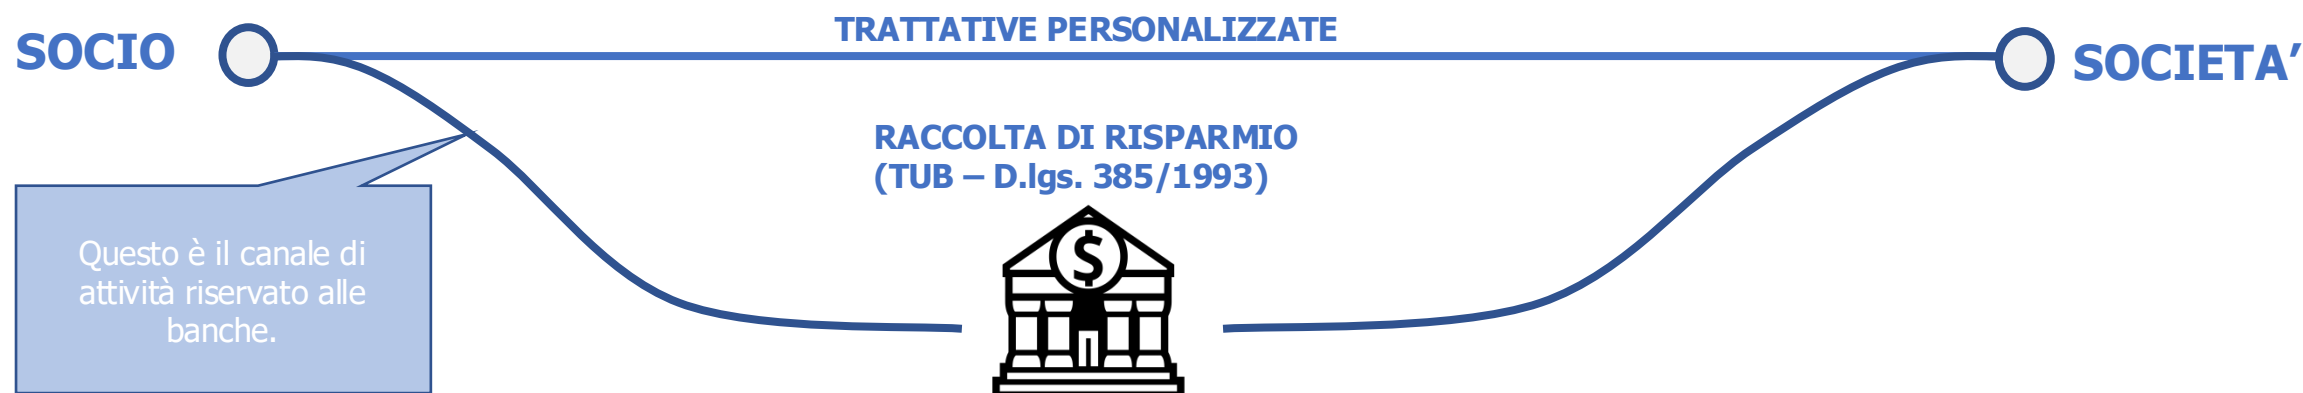 TRATTATIVE PERSONALIZZATE
SOCIO
SOCIETA’
RACCOLTA DI RISPARMIO
(TUB – D.lgs. 385/1993)
$
Questo è il canale di
attività riservato alle
banche.